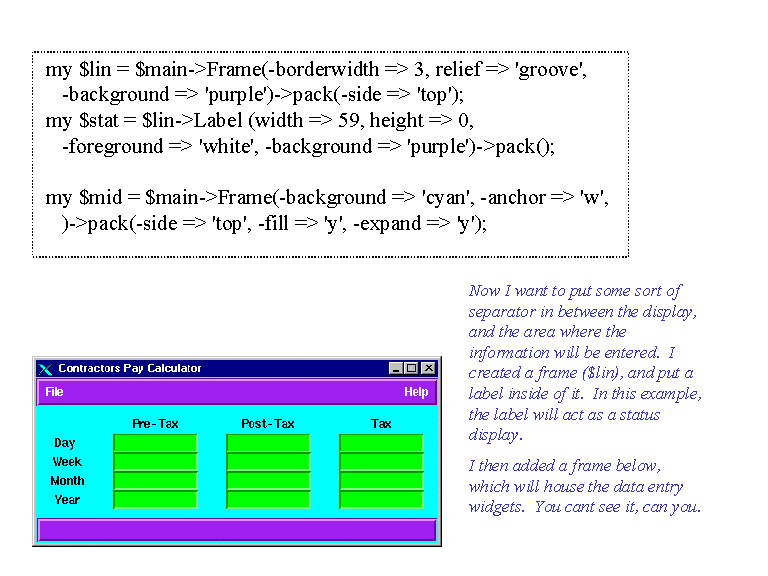 my $lin = $main->Frame(-borderwidth => 3, relief => 'groove',
-background => 'purple')->pack(-side => 'top');
my $stat = $lin->Label (width => 59, height => 0,
-foreground => 'white', -background => 'purple')->pack();
my $mid = $main->Frame(-background => 'cyan', -anchor => 'w',
)->pack(-side => 'top', -fill => 'y', -expand => 'y');
Now I want to put some sort of
separator in between the display,
and the area where the
information will be entered. I
created a frame ($lin), and put a
label inside of it. In this example,
the label will act as a status
display.
I then added a frame below,
which will house the data entry
widgets. You cant see it, can you.
Contractors Pay Calculator
File Help
Pre-Tax Post-Tax Tax
Day
Week
Month
Year